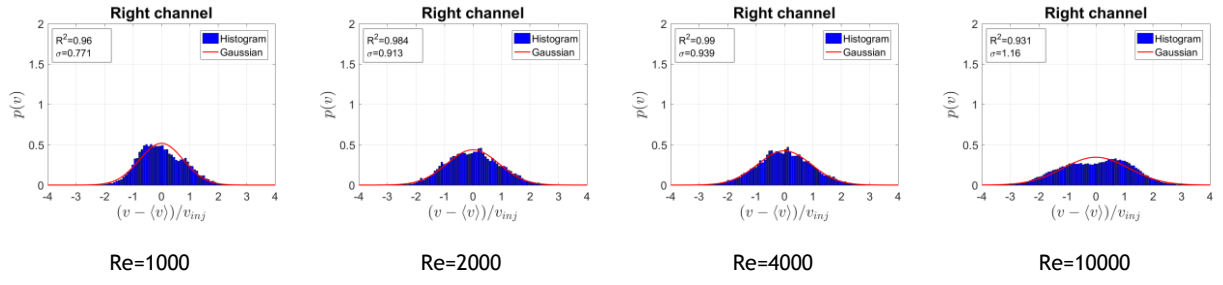 Right channel
R²=0.96
σ=0.771
Histogram
Gaussian
p(v)
2
1.5
1
0.5
0
-4 -3 -2 -1 0 1 2 3 4
(v − ⟨v⟩)/v_inj
Re=1000
Right channel
R²=0.984
σ=0.913
Histogram
Gaussian
p(v)
2
1.5
1
0.5
0
-4 -3 -2 -1 0 1 2 3 4
(v − ⟨v⟩)/v_inj
Re=2000
Right channel
R²=0.99
σ=0.939
Histogram
Gaussian
p(v)
2
1.5
1
0.5
0
-4 -3 -2 -1 0 1 2 3 4
(v − ⟨v⟩)/v_inj
Re=4000
Right channel
R²=0.931
σ=1.16
Histogram
Gaussian
p(v)
2
1.5
1
0.5
0
-4 -3 -2 -1 0 1 2 3 4
(v − ⟨v⟩)/v_inj
Re=10000